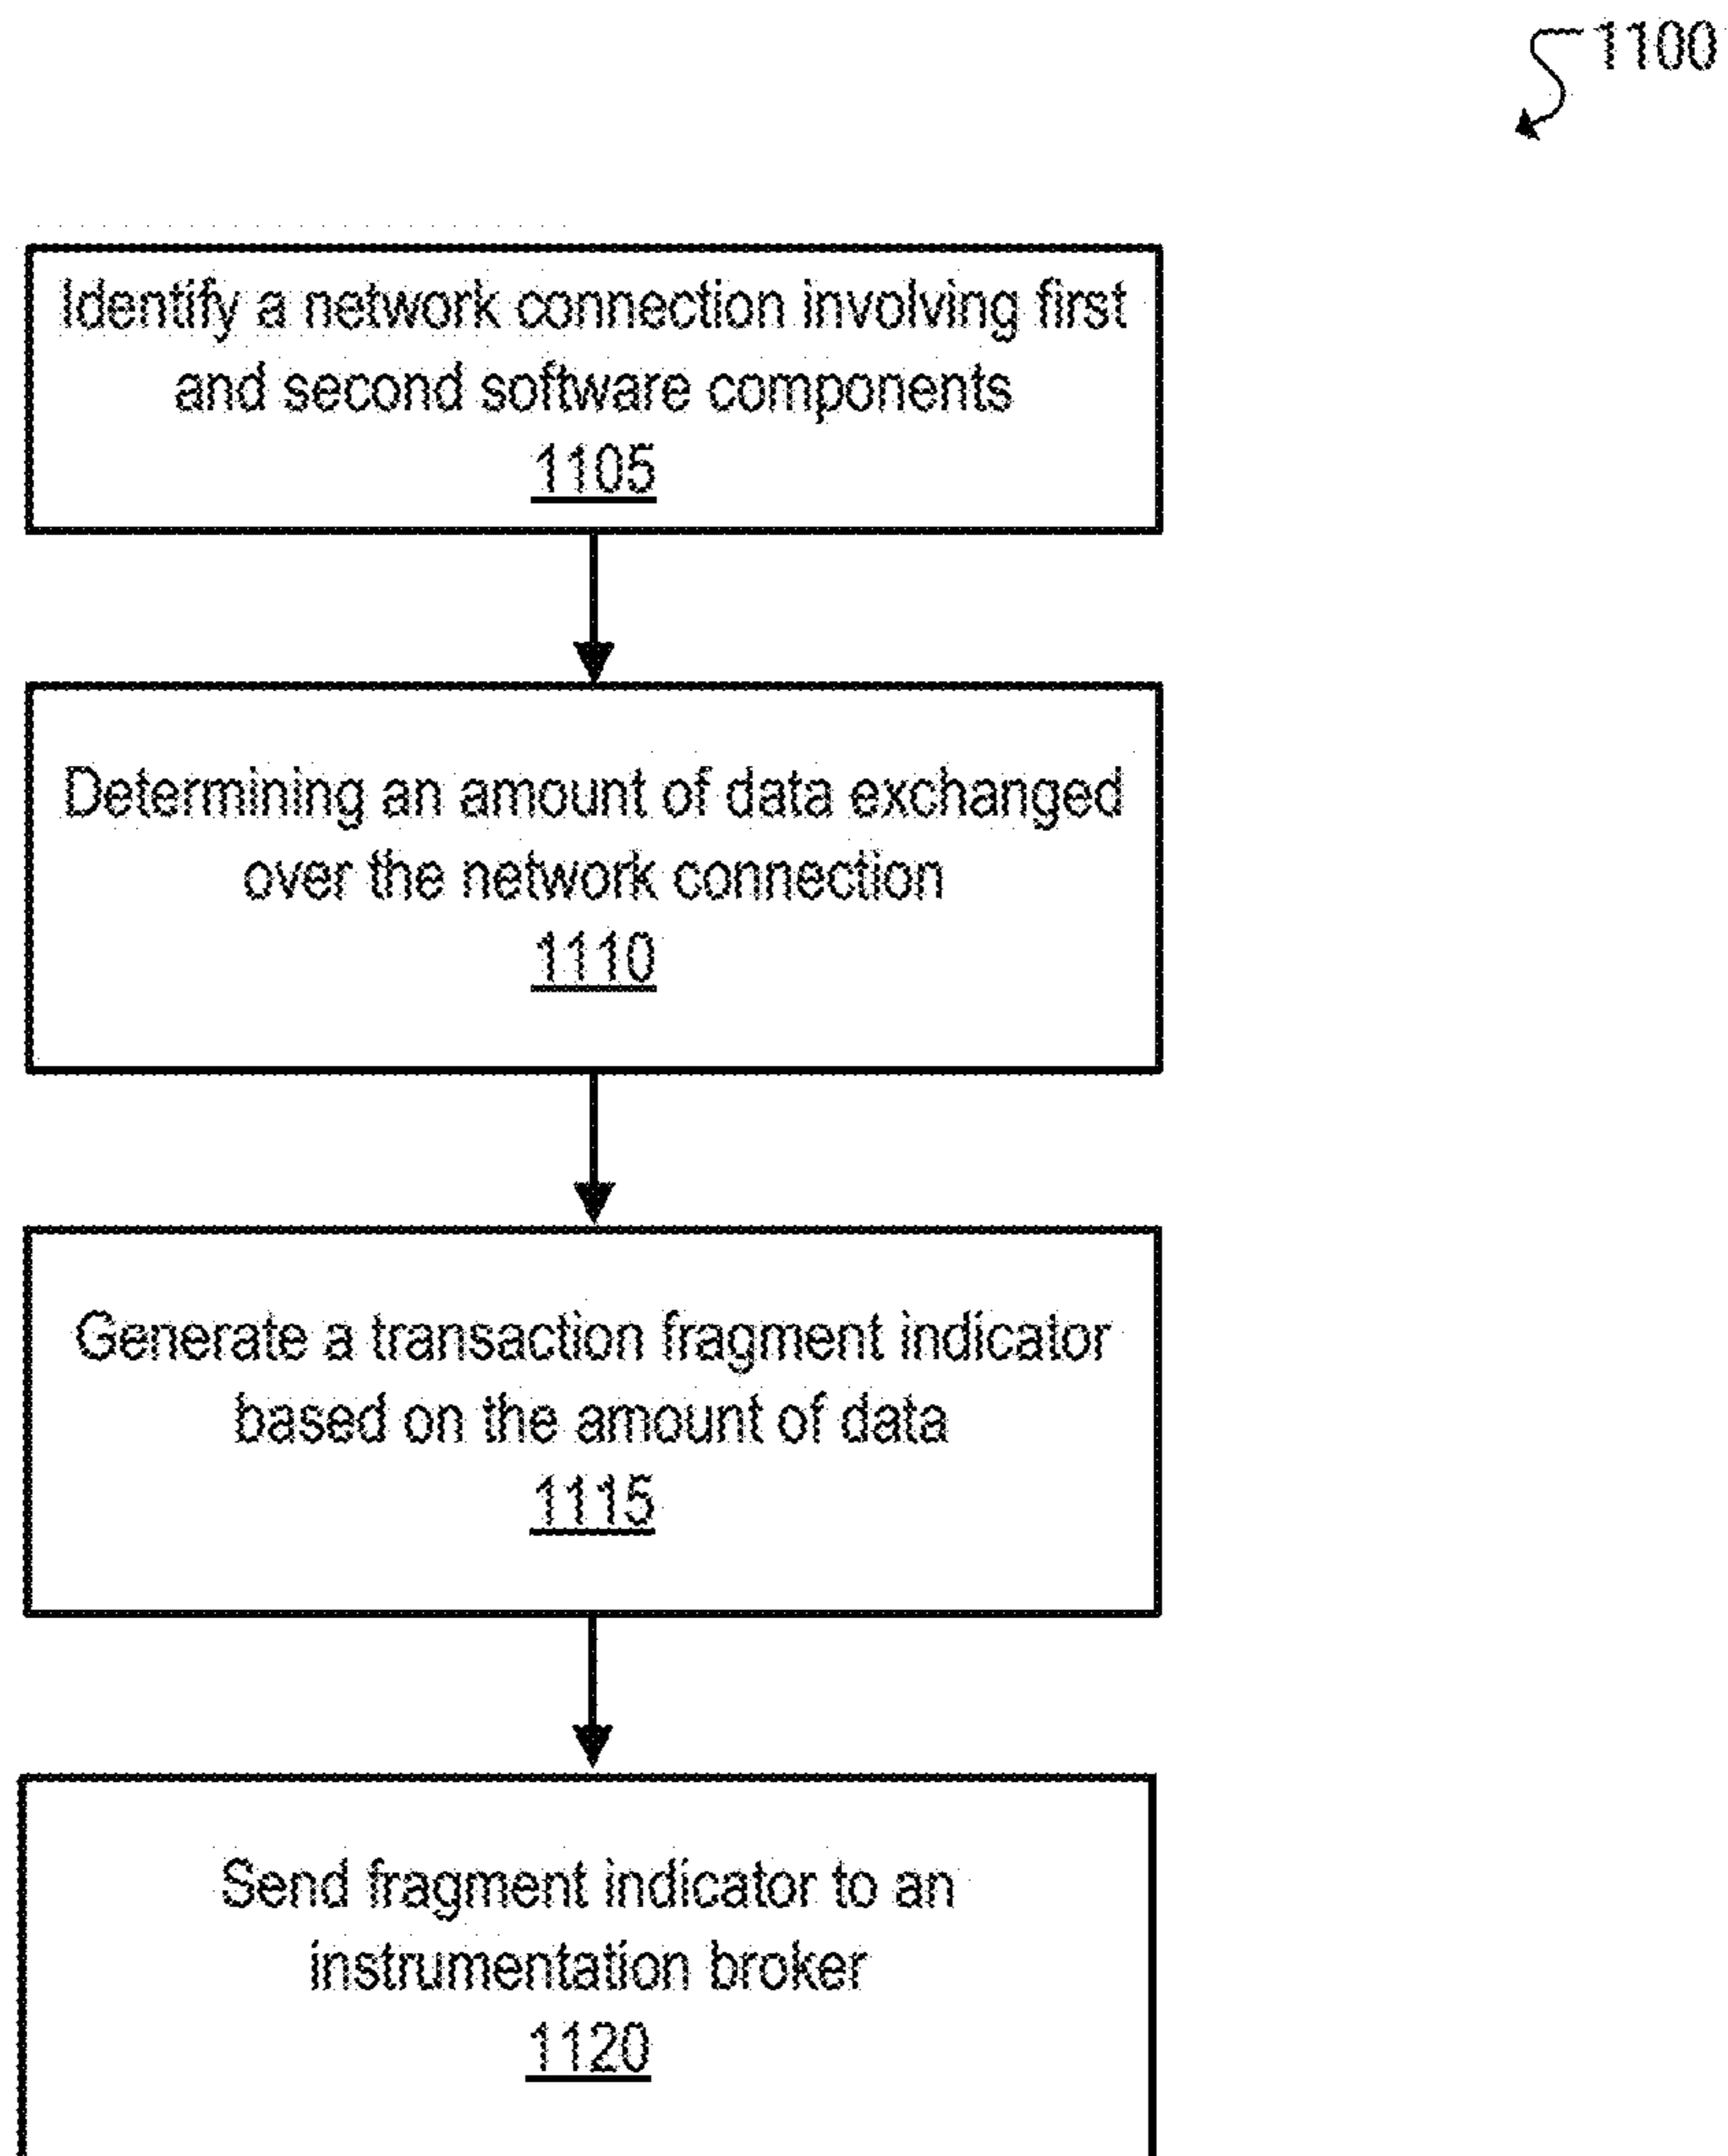 1100
Identify a network connection involving first
and second software components
1105
Determining an amount of data exchanged
over the network connection
1110
Generate a transaction fragment indicator
based on the amount of data
1115
Send fragment indicator to an
instrumentation broker
1120